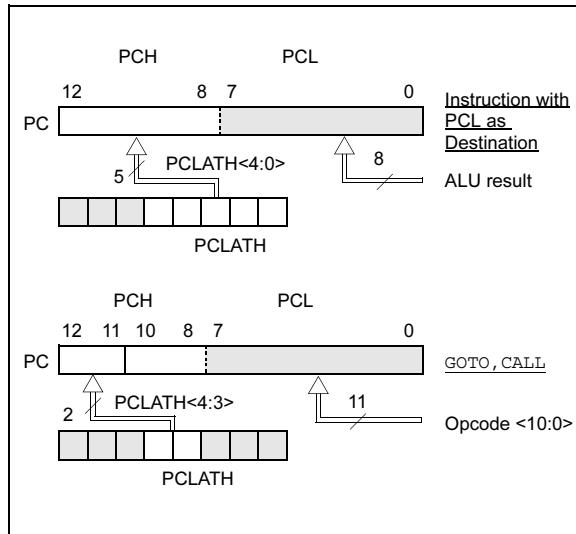 PCH PCL
12 8 7 0
PC
Instruction with
PCL as
Destination
5 PCLATH<4:0>
8
ALU result
PCLATH
PCH PCL
12 11 10 8 7 0
PC
GOTO, CALL
2 PCLATH<4:3>
11
Opcode <10:0>
PCLATH